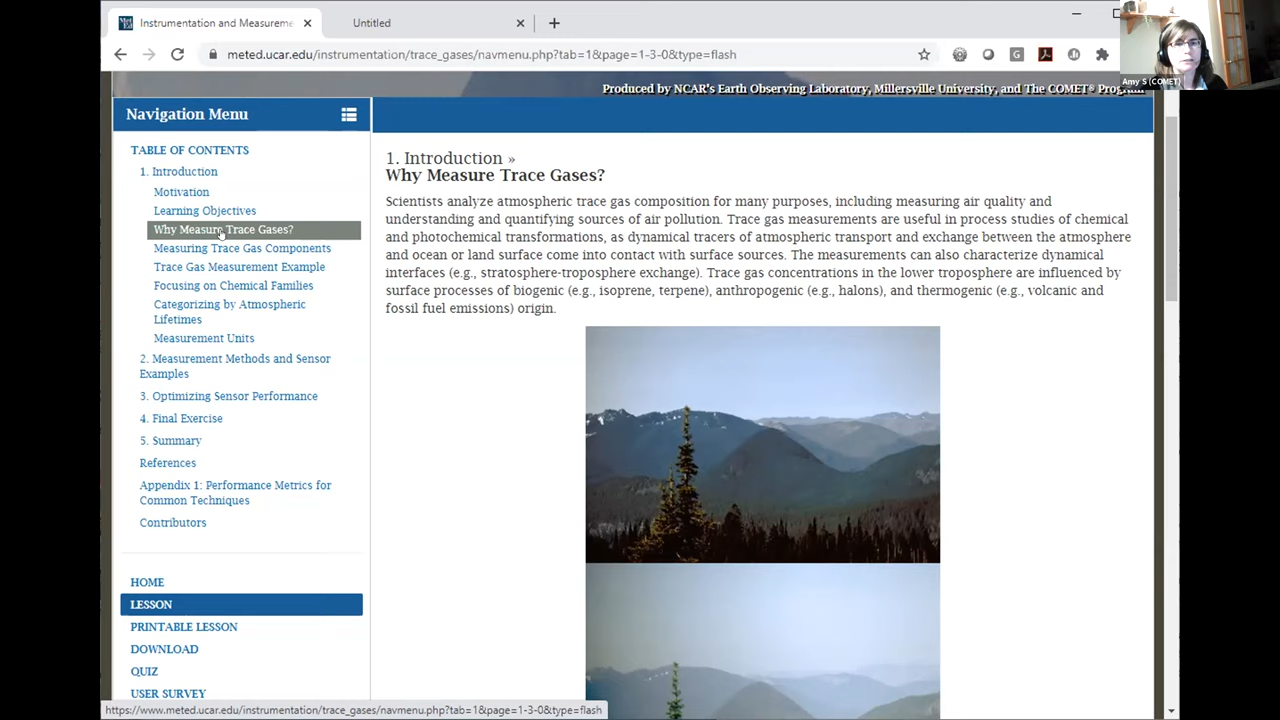 Instrumentation and Measureme
Untitled
meted.ucar.edu/instrumentation/trace_gases/navmenu.php?tab=1&page=1-3-0&type=flash
Amy S (COMET)
Produced by NCAR's Earth Observing Laboratory, Millersville University, and The COMET® Program
Navigation Menu
TABLE OF CONTENTS
1. Introduction
Motivation
Learning Objectives
Why Measure Trace Gases?
Measuring Trace Gas Components
Trace Gas Measurement Example
Focusing on Chemical Families
Categorizing by Atmospheric
Lifetimes
Measurement Units
2. Measurement Methods and Sensor
Examples
3. Optimizing Sensor Performance
4. Final Exercise
5. Summary
References
Appendix 1: Performance Metrics for
Common Techniques
Contributors
HOME
LESSON
PRINTABLE LESSON
DOWNLOAD
QUIZ
USER SURVEY
1. Introduction »
Why Measure Trace Gases?
Scientists analyze atmospheric trace gas composition for many purposes, including measuring air quality and
understanding and quantifying sources of air pollution. Trace gas measurements are useful in process studies of chemical
and photochemical transformations, as dynamical tracers of atmospheric transport and exchange between the atmosphere
and ocean or land surface come into contact with surface sources. The measurements can also characterize dynamical
interfaces (e.g., stratosphere-troposphere exchange). Trace gas concentrations in the lower troposphere are influenced by
surface processes of biogenic (e.g., isoprene, terpene), anthropogenic (e.g., halons), and thermogenic (e.g., volcanic and
fossil fuel emissions) origin.
https://www.meted.ucar.edu/instrumentation/trace_gases/navmenu.php?tab=1&page=1-3-0&type=flash